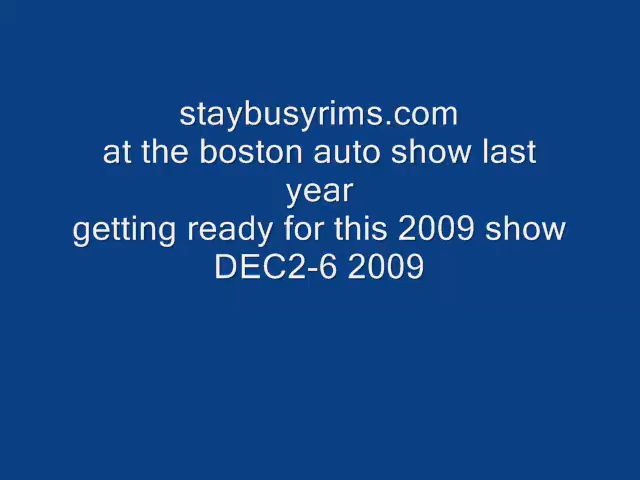 staybusyrims.com
at the boston auto show last
year
getting ready for this 2009 show
DEC2-6 2009